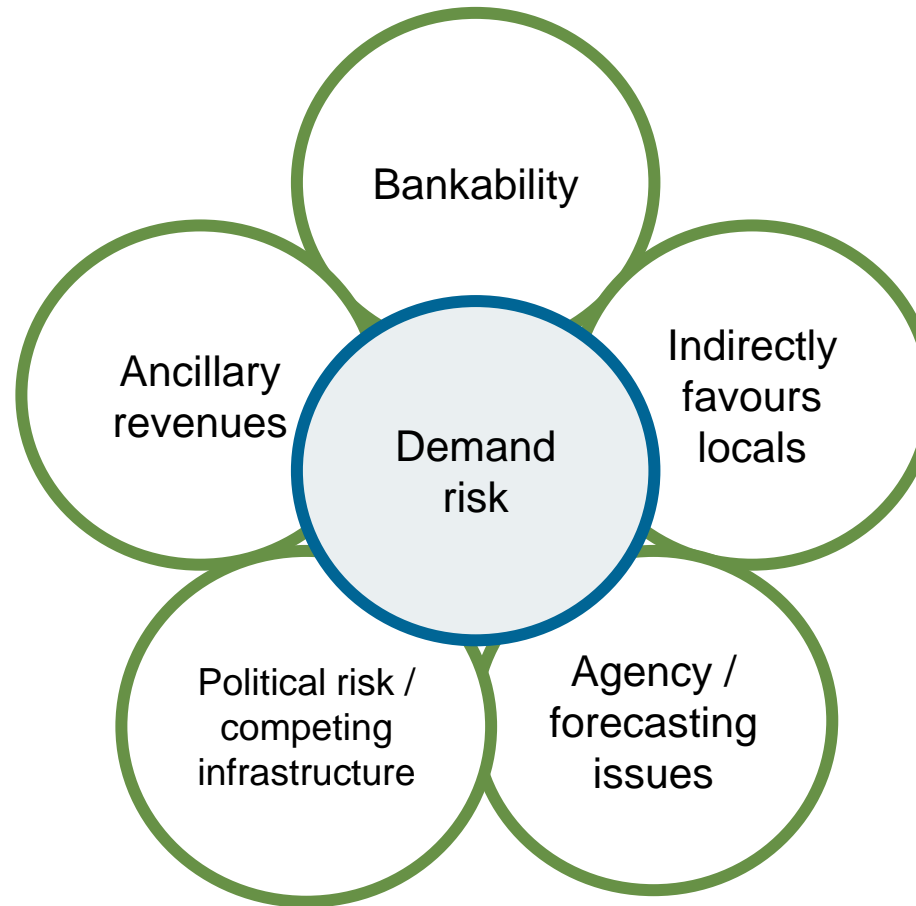 Bankability
Ancillary
revenues
Indirectly
favours
locals
Demand
risk
Political risk /
competing
infrastructure
Agency /
forecasting
issues